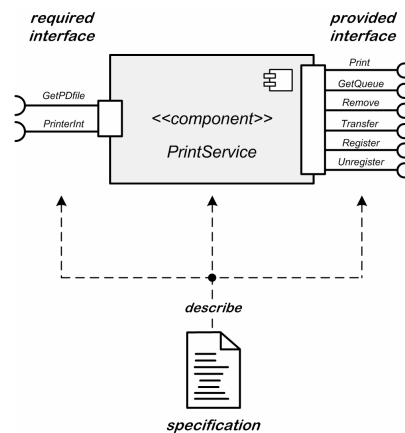 required
interface
provided
interface
GetPDfile
PrinterInt
<<component>>
PrintService
Print
GetQueue
Remove
Transfer
Register
Unregister
describe
specification